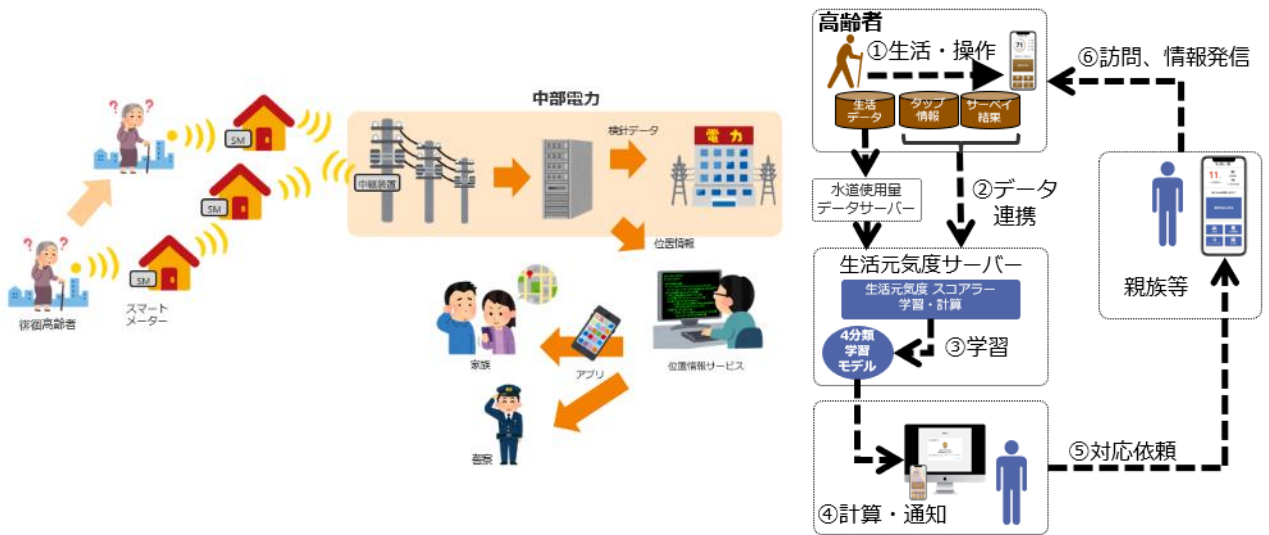 中部電力
SM
SM
SM
中継装置
検針データ
電力
位置情報
徘徊高齢者
スマート
メーター
家族
アプリ
位置情報サービス
警察
高齢者
①生活・操作
71
生活
データ
タップ
情報
サーベイ
結果
水道使用量
データサーバー
②データ
連携
生活元気度サーバー
生活元気度 スコアラー
学習・計算
4分類
学習
モデル
③学習
④計算・通知
⑤対応依頼
⑥訪問、情報発信
11.
親族等